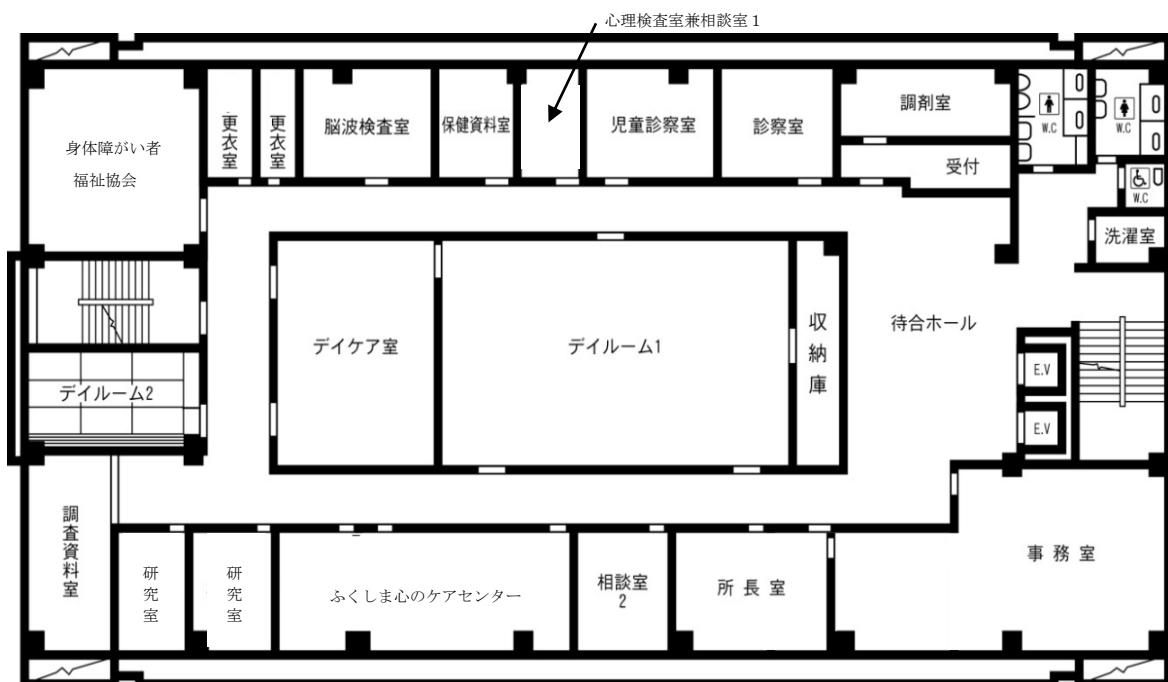 心理検査室兼相談室1
身体障がい者
福祉協会
更衣室
更衣室
脳波検査室
保健資料室
児童診察室
診察室
調剤室
受付
W.C
W.C
W.C
洗濯室
デイケア室
デイルーム1
収納庫
待合ホール
E.V
E.V
デイルーム2
調査資料室
研究室
研究室
ふくしま心のケアセンター
相談室
2
所長室
事務室